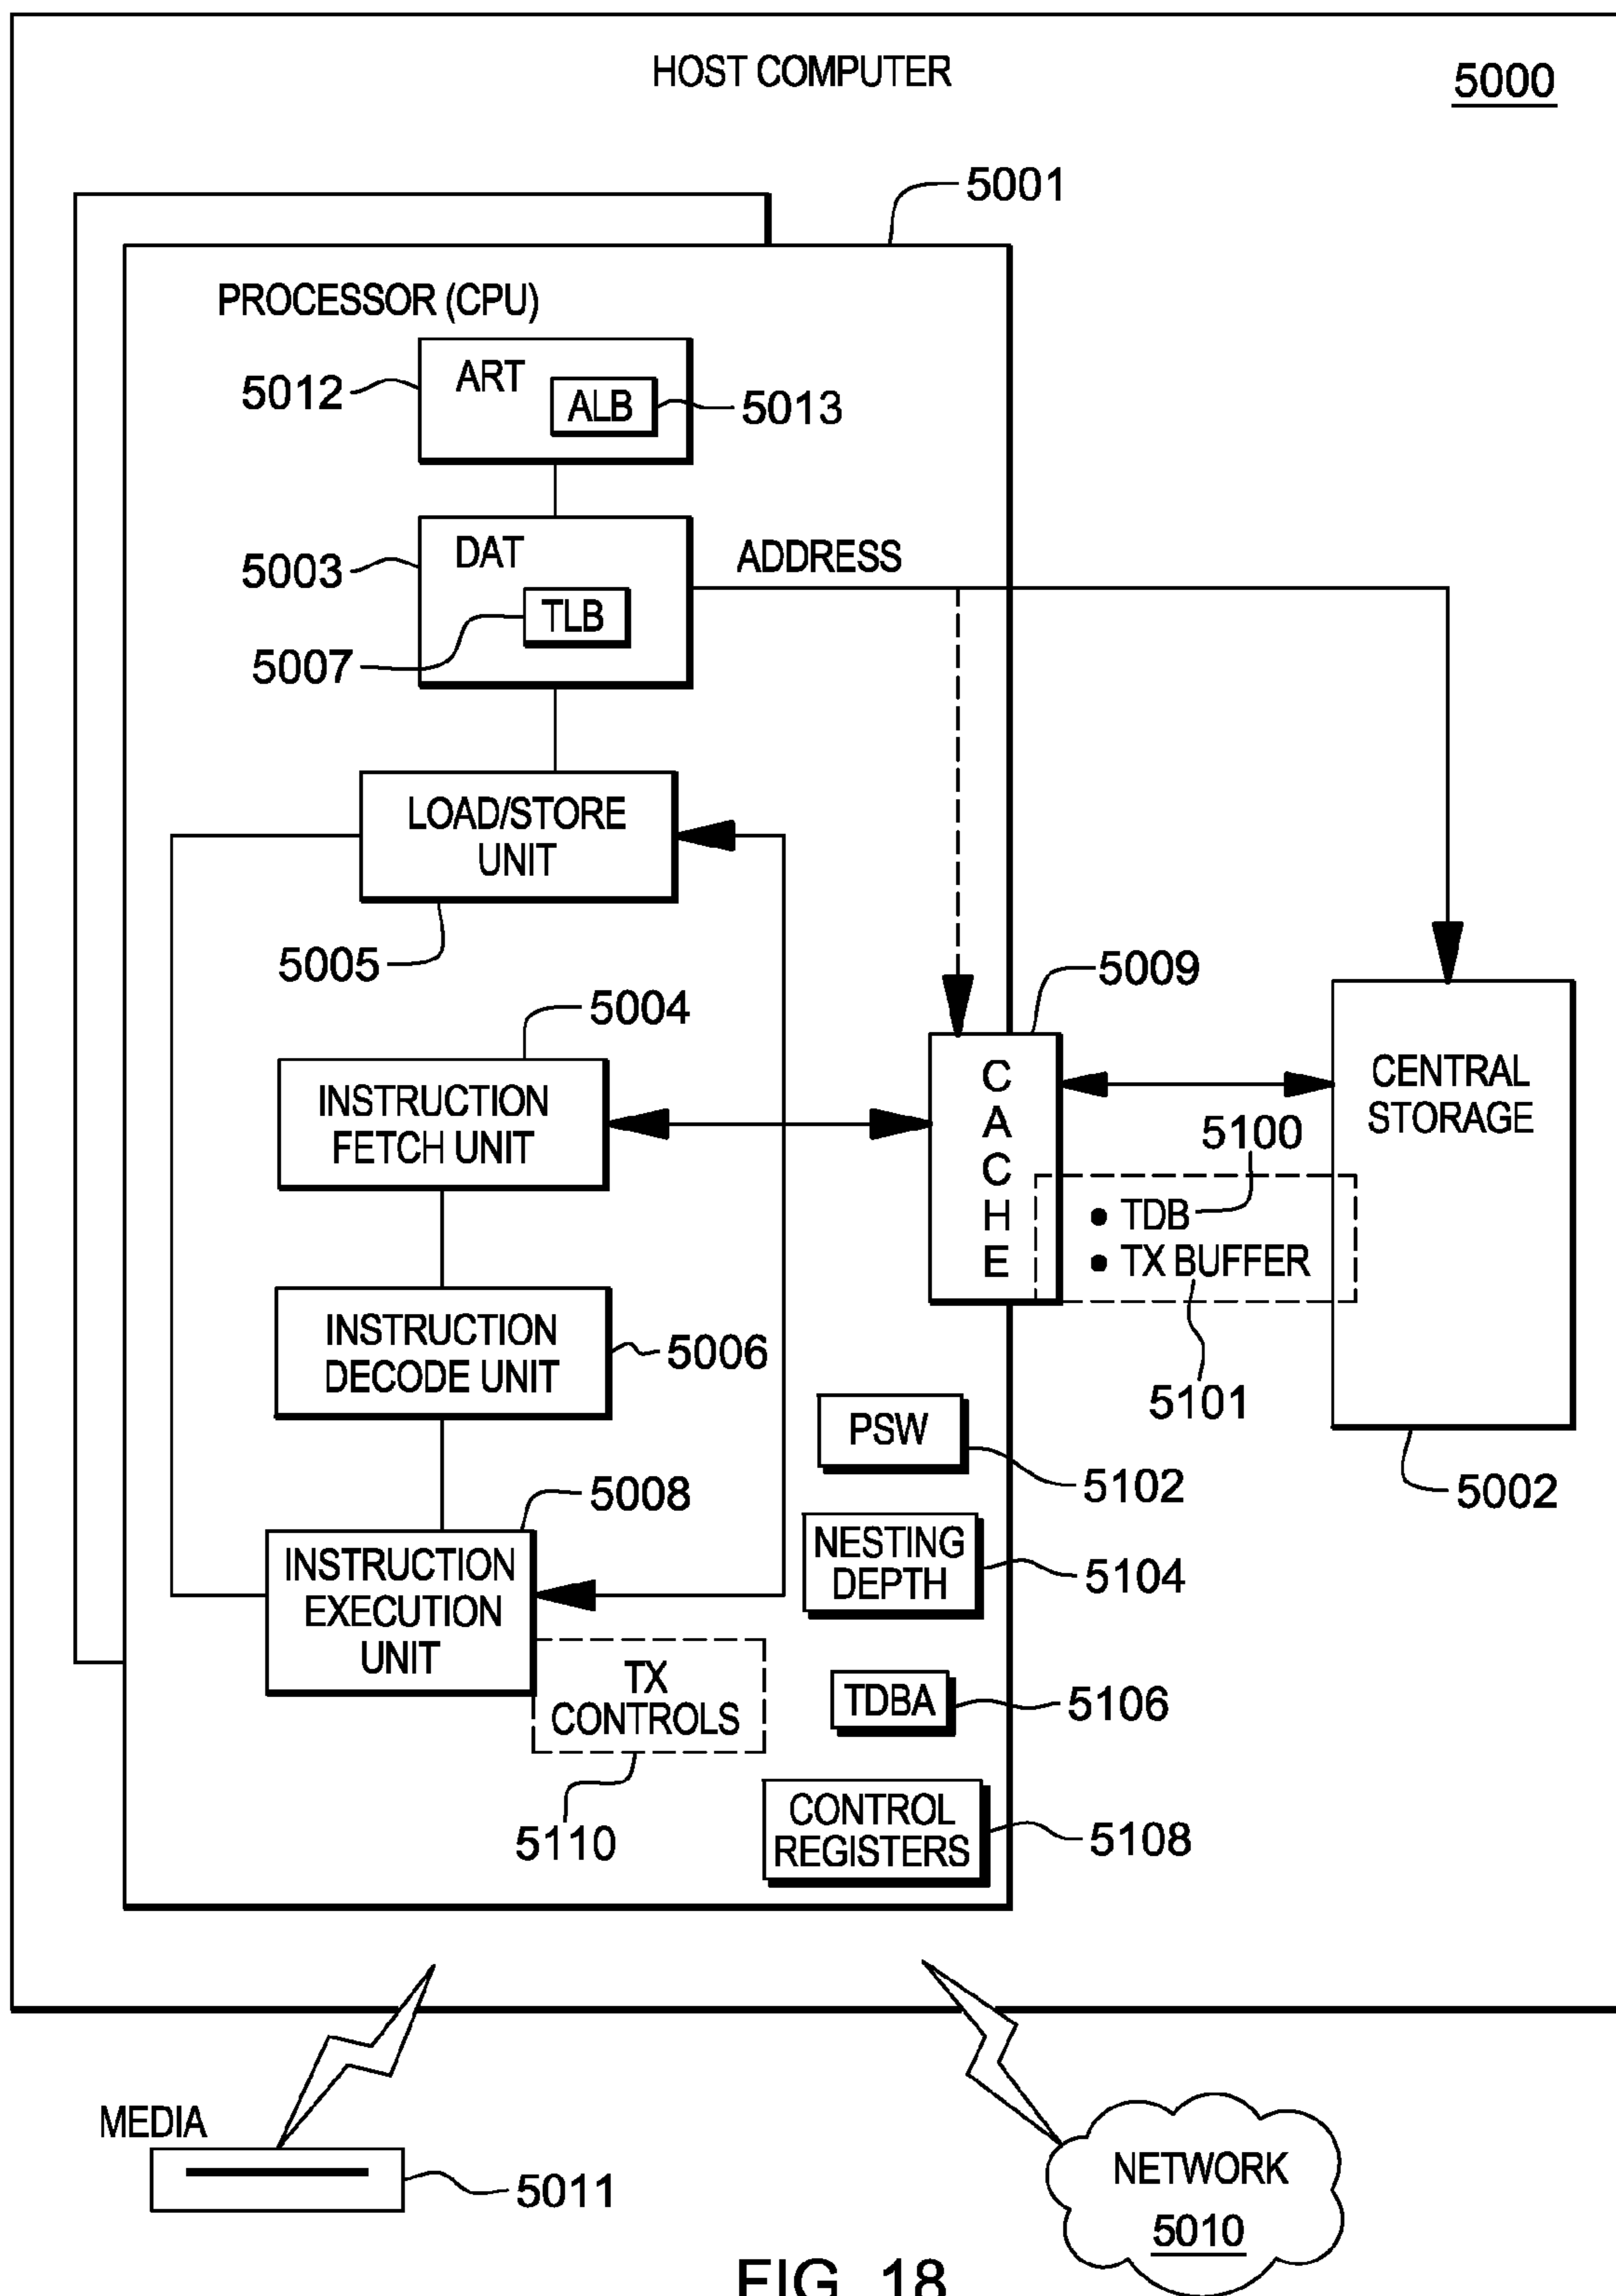 HOST COMPUTER
5000
5001
PROCESSOR (CPU)
ART
5012
ALB
5013
DAT
ADDRESS
5003
TLB
5007
LOAD/STORE
UNIT
5005
5009
5004
C
A
C
H
E
CENTRAL
STORAGE
INSTRUCTION
FETCH UNIT
5100
• TDB
• TX BUFFER
INSTRUCTION
DECODE UNIT
5006
5101
PSW
5102
5002
5008
NESTING
DEPTH
5104
INSTRUCTION
EXECUTION
UNIT
TX
CONTROLS
TDBA
5106
5110
CONTROL
REGISTERS
5108
MEDIA
5011
NETWORK
5010
FIG. 18